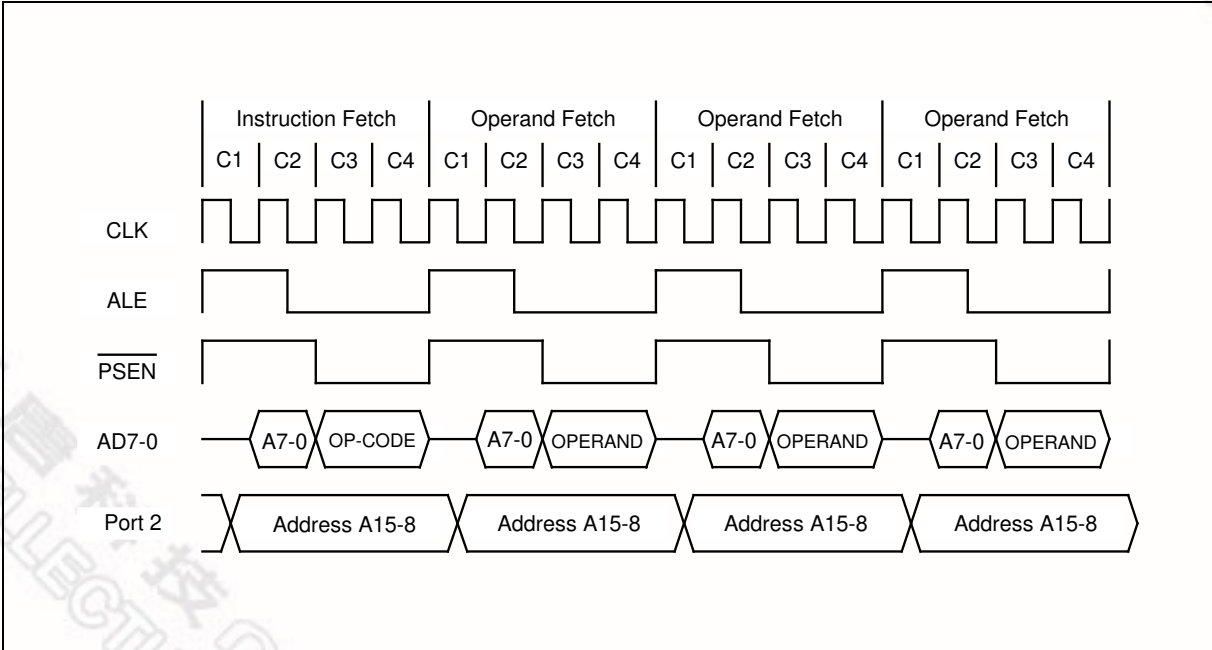 Instruction Fetch Operand Fetch Operand Fetch Operand Fetch
C1 C2 C3 C4 C1 C2 C3 C4 C1 C2 C3 C4 C1 C2 C3 C4
CLK
ALE
PSEN
AD7-0 A7-0 OP-CODE A7-0 OPERAND A7-0 OPERAND A7-0 OPERAND
Port 2 Address A15-8 Address A15-8 Address A15-8 Address A15-8